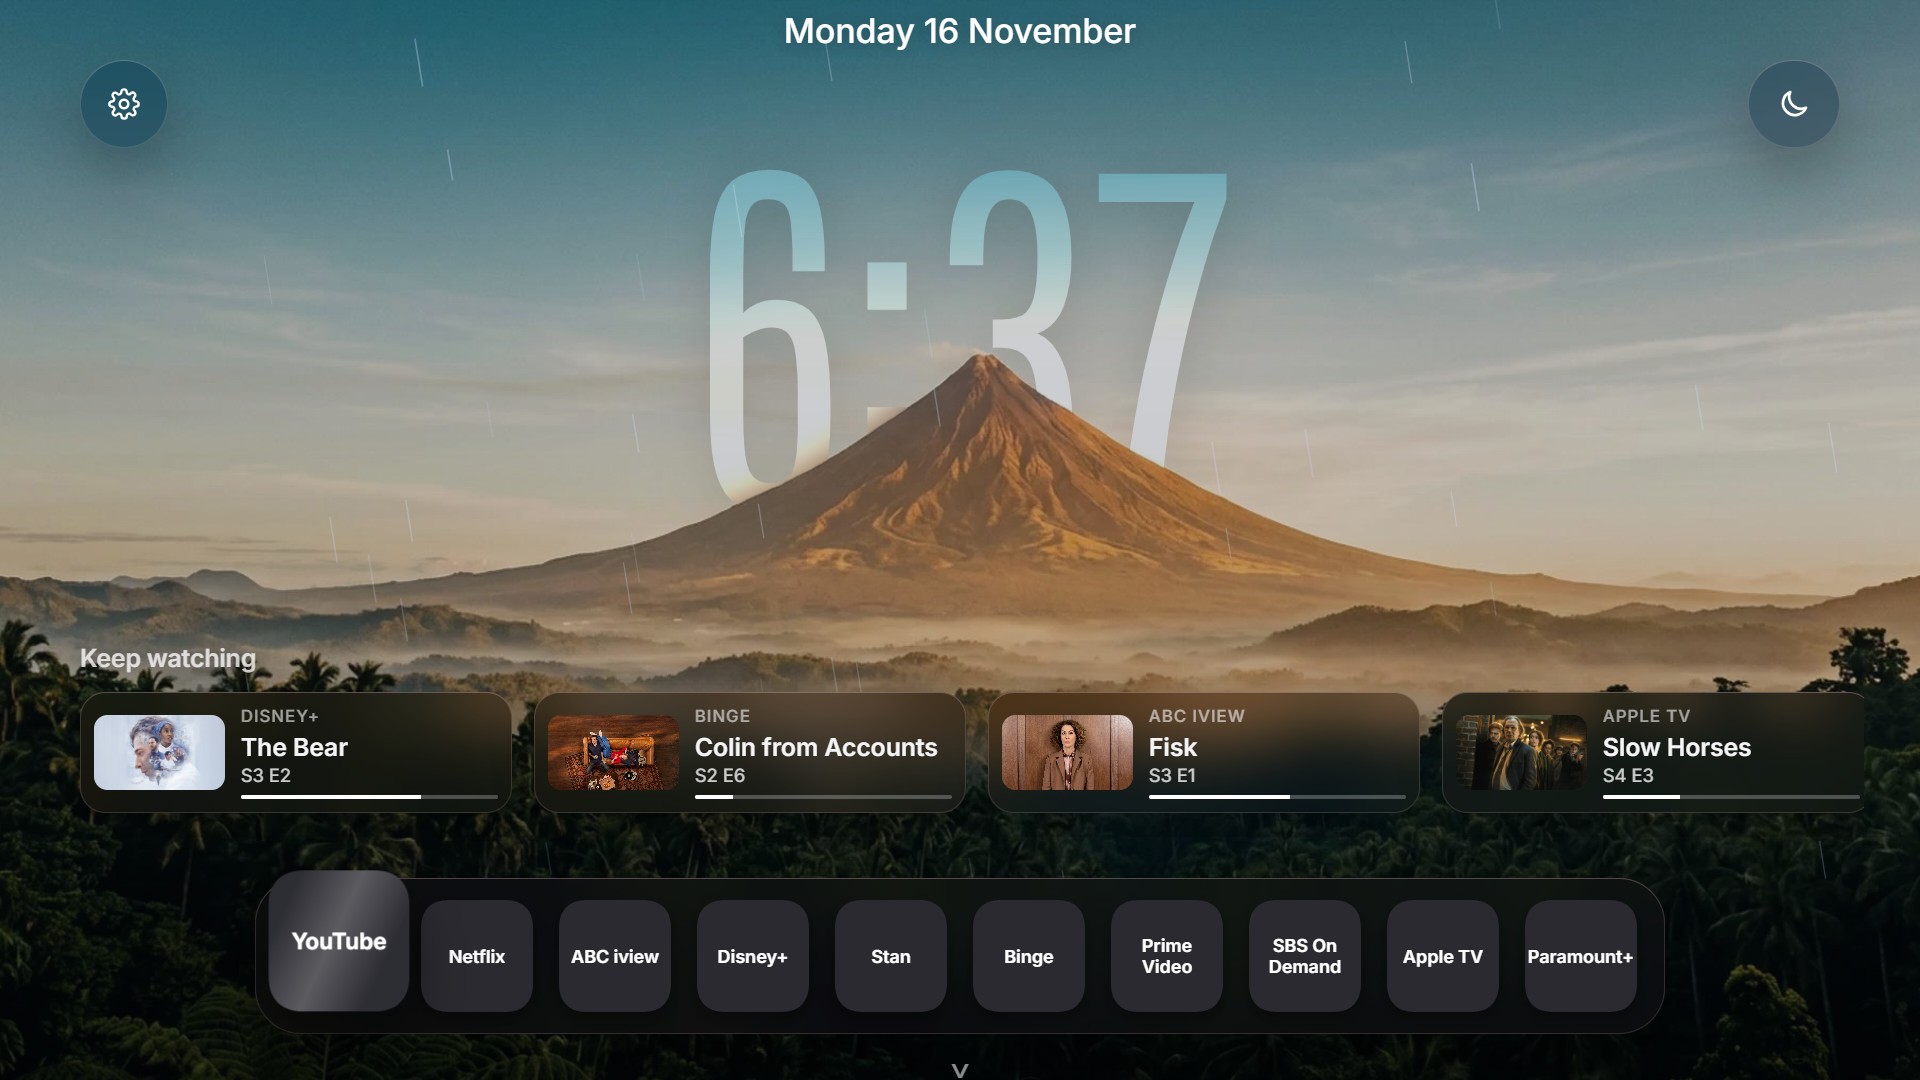 Monday 16 November
6:37
Keep watching
DISNEY+
The Bear
S3 E2
BINGE
Colin from Accounts
S2 E6
ABC IVIEW
Fisk
S3 E1
APPLE TV
Slow Horses
S4 E3
YouTube
Netflix
ABC iview
Disney+
Stan
Binge
Prime
Video
SBS On
Demand
Apple TV
Paramount+